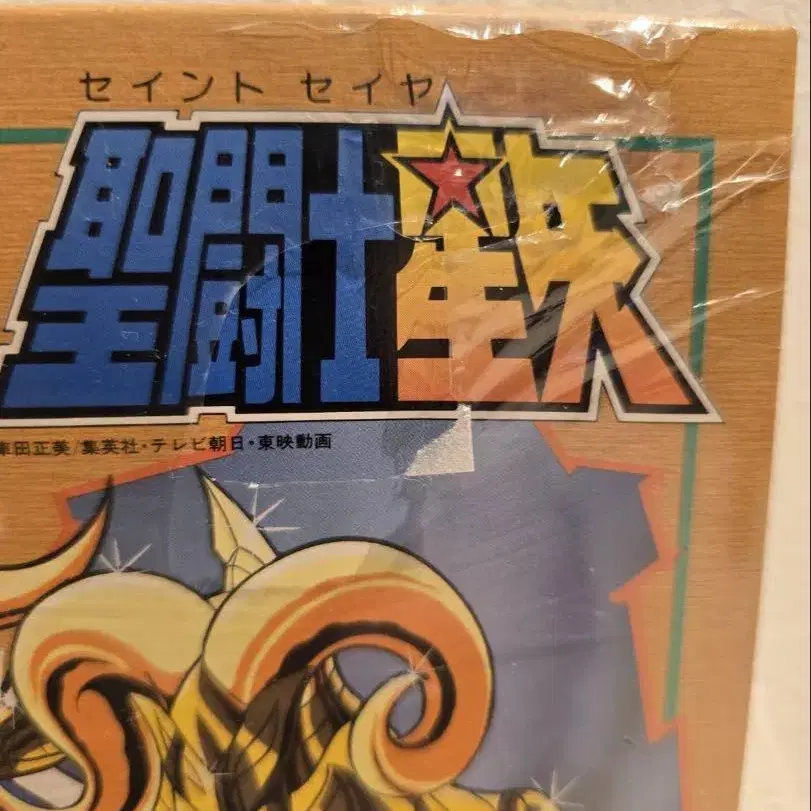 セイント セイヤ
聖闘士星矢
車田正美/集英社・テレビ朝日・東映動画